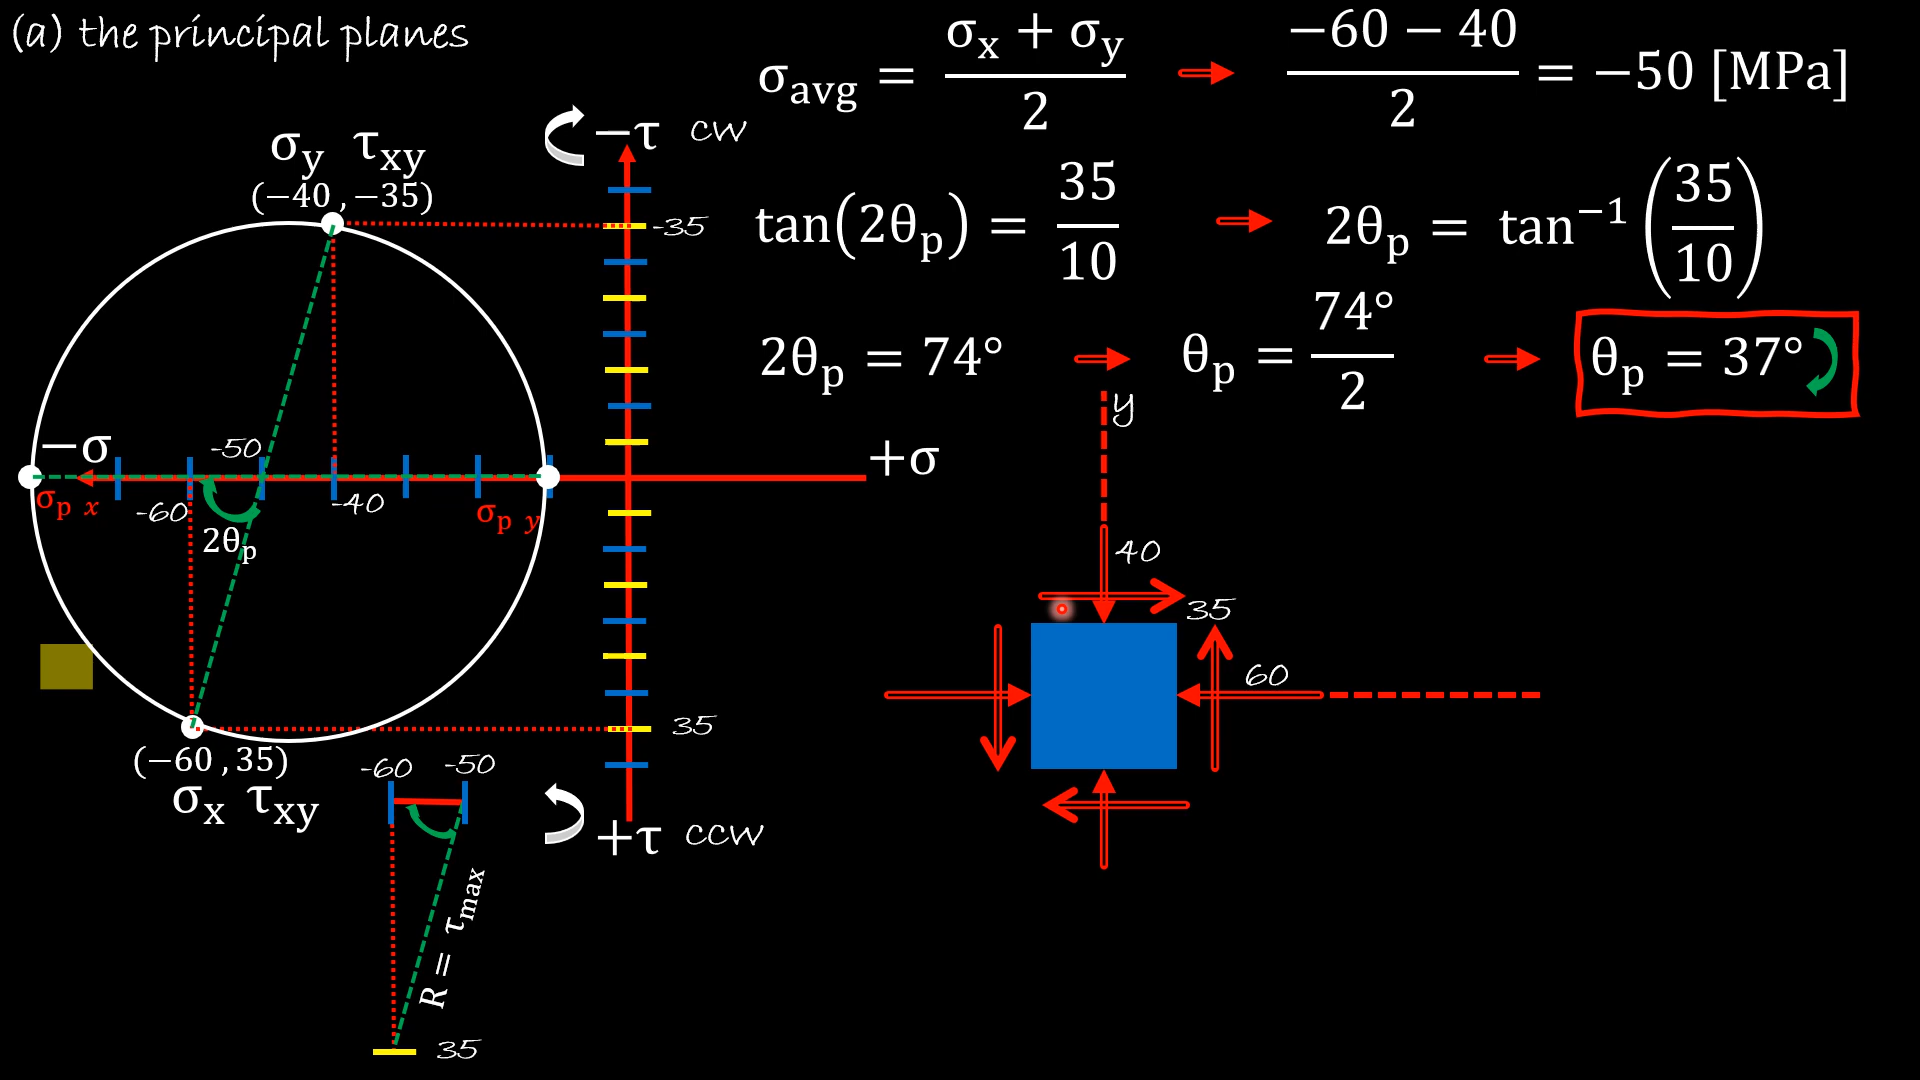 (a) the principal planes
σavg = (σx + σy)/2 ⇒ (−60 − 40)/2 = −50 [MPa]
tan(2θp) = 35/10 ⇒ 2θp = tan⁻¹(35/10)
2θp = 74° ⇒ θp = 74°/2 ⇒ θp = 37°
−τ CW
σy τxy
(−40 , −35)
-35
−σ
-50
+σ
σp x
-60
-40
σp y
2θp
35
(−60 , 35)
σx τxy
+τ CCW
-60 -50
R = τmax
35
y
40
35
60